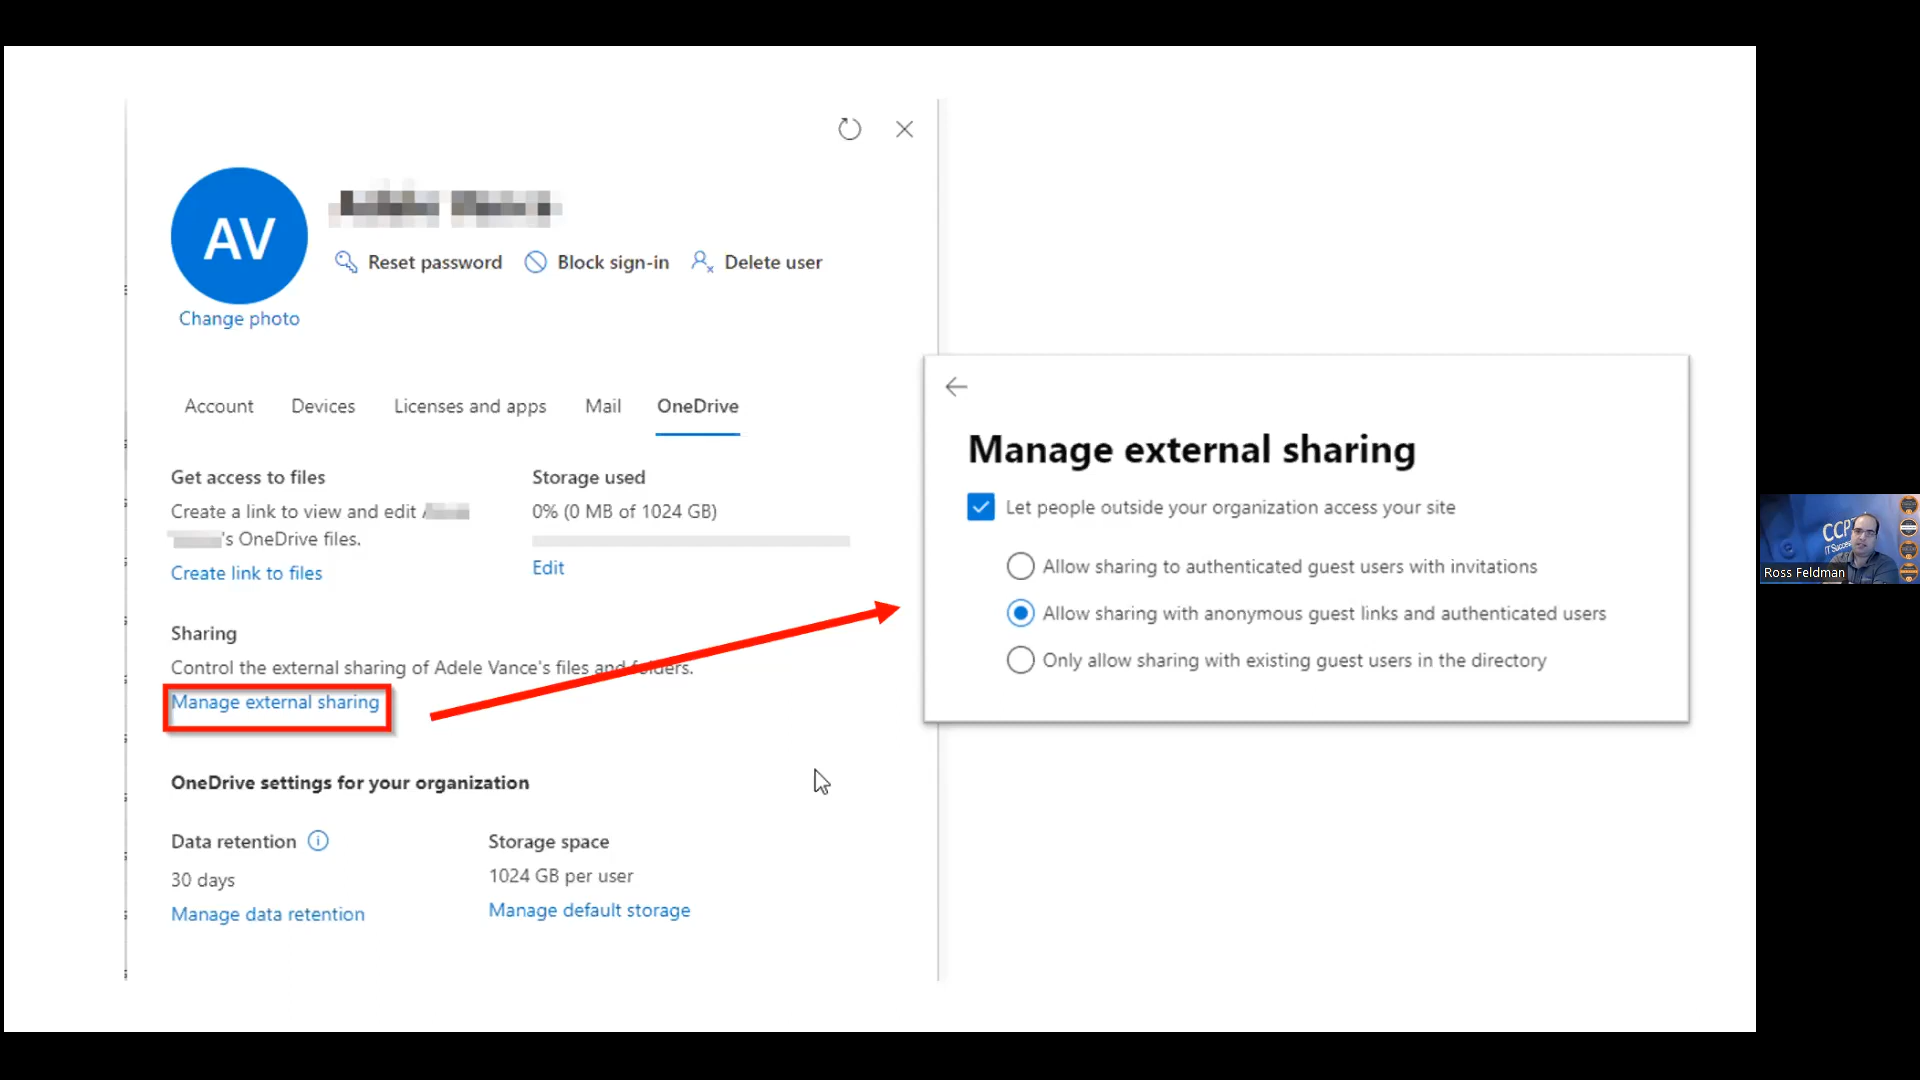 AV
Reset password
Block sign-in
Delete user
Change photo
Account
Devices
Licenses and apps
Mail
OneDrive
Get access to files
Create a link to view and edit
's OneDrive files.
Create link to files
Storage used
0% (0 MB of 1024 GB)
Edit
Sharing
Control the external sharing of Adele Vance's files and folders.
Manage external sharing
OneDrive settings for your organization
Data retention
30 days
Manage data retention
Storage space
1024 GB per user
Manage default storage
Manage external sharing
Let people outside your organization access your site
Allow sharing to authenticated guest users with invitations
Allow sharing with anonymous guest links and authenticated users
Only allow sharing with existing guest users in the directory
Ross Feldman